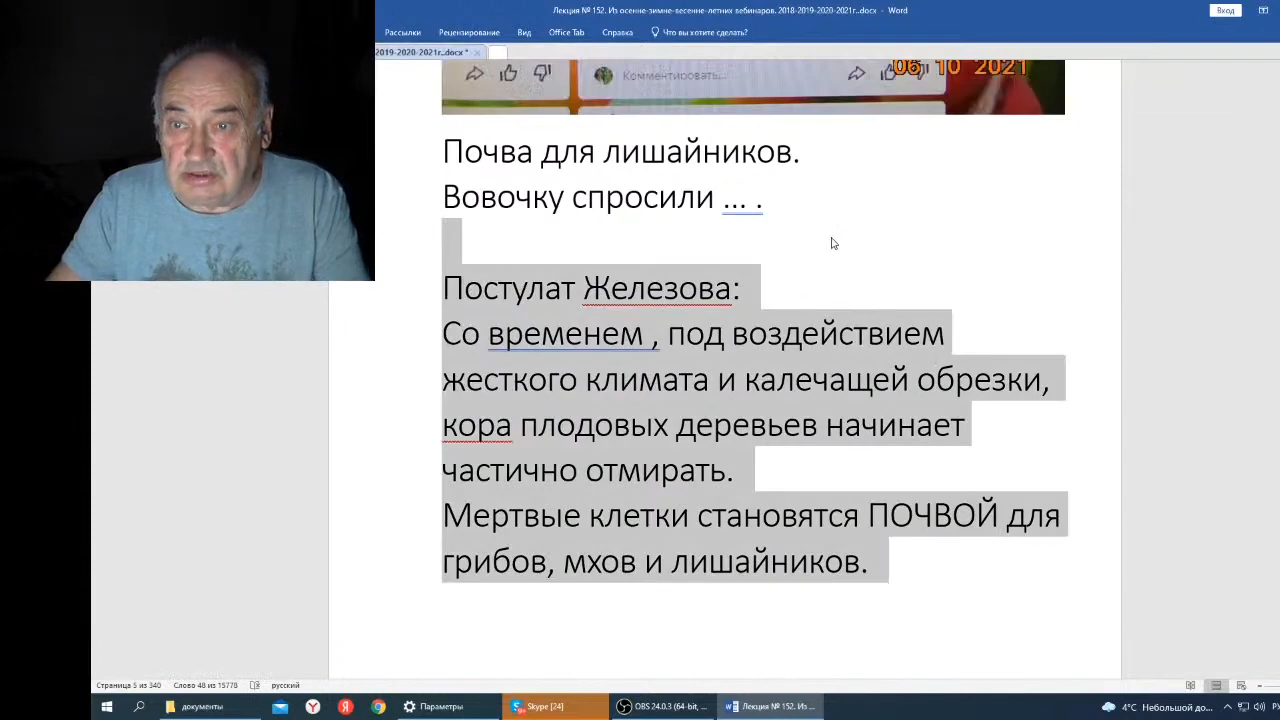 Лекция № 152. Из осенне-зимне-весенне-летних вебинаров. 2018-2019-2020-2021г..docx - Word
Вход
Рассылки Рецензирование Вид Office Tab Справка Что вы хотите сделать?
2019-2020-2021г..docx *
Комментировать...
06 10 2021
Почва для лишайников.
Вовочку спросили ... .
Постулат Железова:
Со временем , под воздействием
жесткого климата и калечащей обрезки,
кора плодовых деревьев начинает
частично отмирать.
Мертвые клетки становятся ПОЧВОЙ для
грибов, мхов и лишайников.
Страница 5 из 340 Слово 48 из 15778 русский
документы Параметры Skype [24] OBS 24.0.3 (64-bit, ... Лекция № 152. Из ... 4°C Небольшой до...